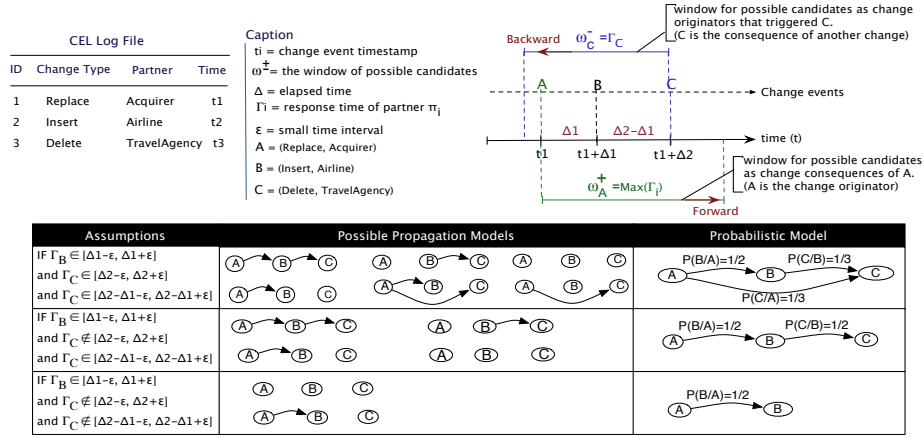 CEL Log File
ID Change Type Partner Time
1 Replace Acquirer t1
2 Insert Airline t2
3 Delete TravelAgency t3
Caption
ti = change event timestamp
ω± = the window of possible candidates
Δ = elapsed time
Γi = response time of partner πi
ε = small time interval
A = (Replace, Acquirer)
B = (Insert, Airline)
C = (Delete, TravelAgency)
window for possible candidates as change
originators that triggered C.
(C is the consequence of another change)
Backward ω⁻C =ΓC
A B C
Change events
Δ1 Δ2-Δ1
time (t)
t1 t1+Δ1 t1+Δ2
ω⁺A =Max(Γi)
Forward
window for possible candidates
as change consequences of A.
(A is the change originator)
Assumptions Possible Propagation Models Probabilistic Model
IF ΓB ∈ [Δ1-ε, Δ1+ε]
and ΓC ∈ [Δ2-ε, Δ2+ε]
and ΓC ∈ [Δ2-Δ1-ε, Δ2-Δ1+ε]
A B C A B C A B C
A B C A B C A B C
P(B/A)=1/2 P(C/B)=1/3
A B C
P(C/A)=1/3
IF ΓB ∈ [Δ1-ε, Δ1+ε]
and ΓC ∉ [Δ2-ε, Δ2+ε]
and ΓC ∈ [Δ2-Δ1-ε, Δ2-Δ1+ε]
A B C A B C
A B C A B C
P(B/A)=1/2 P(C/B)=1/2
A B C
IF ΓB ∈ [Δ1-ε, Δ1+ε]
and ΓC ∉ [Δ2-ε, Δ2+ε]
and ΓC ∉ [Δ2-Δ1-ε, Δ2-Δ1+ε]
A B C
A B C
P(B/A)=1/2
A B